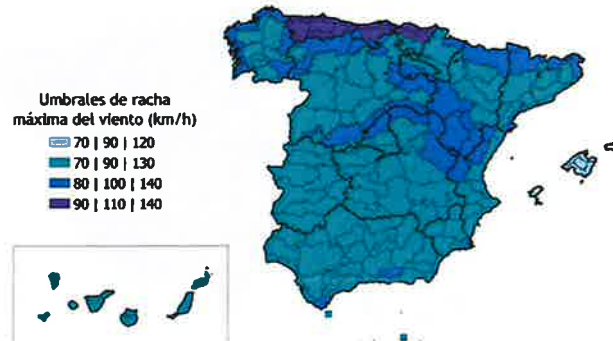 Umbrales de racha
máxima del viento (km/h)
70 | 90 | 120
70 | 90 | 130
80 | 100 | 140
90 | 110 | 140